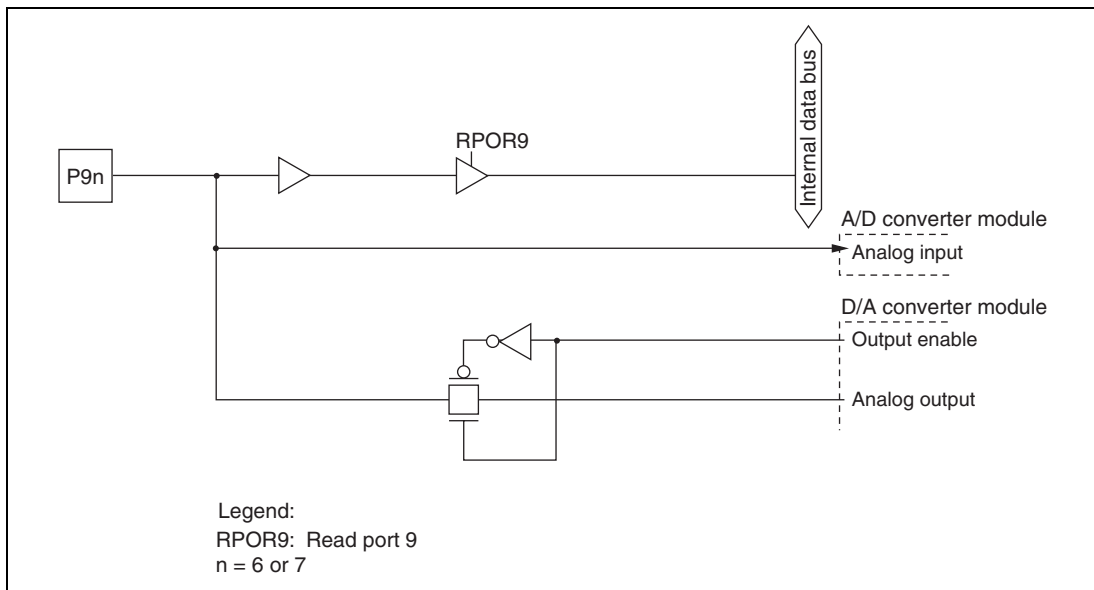 RPOR9
P9n
Internal data bus
A/D converter module
Analog input
D/A converter module
Output enable
Analog output
Legend:
RPOR9: Read port 9
n = 6 or 7